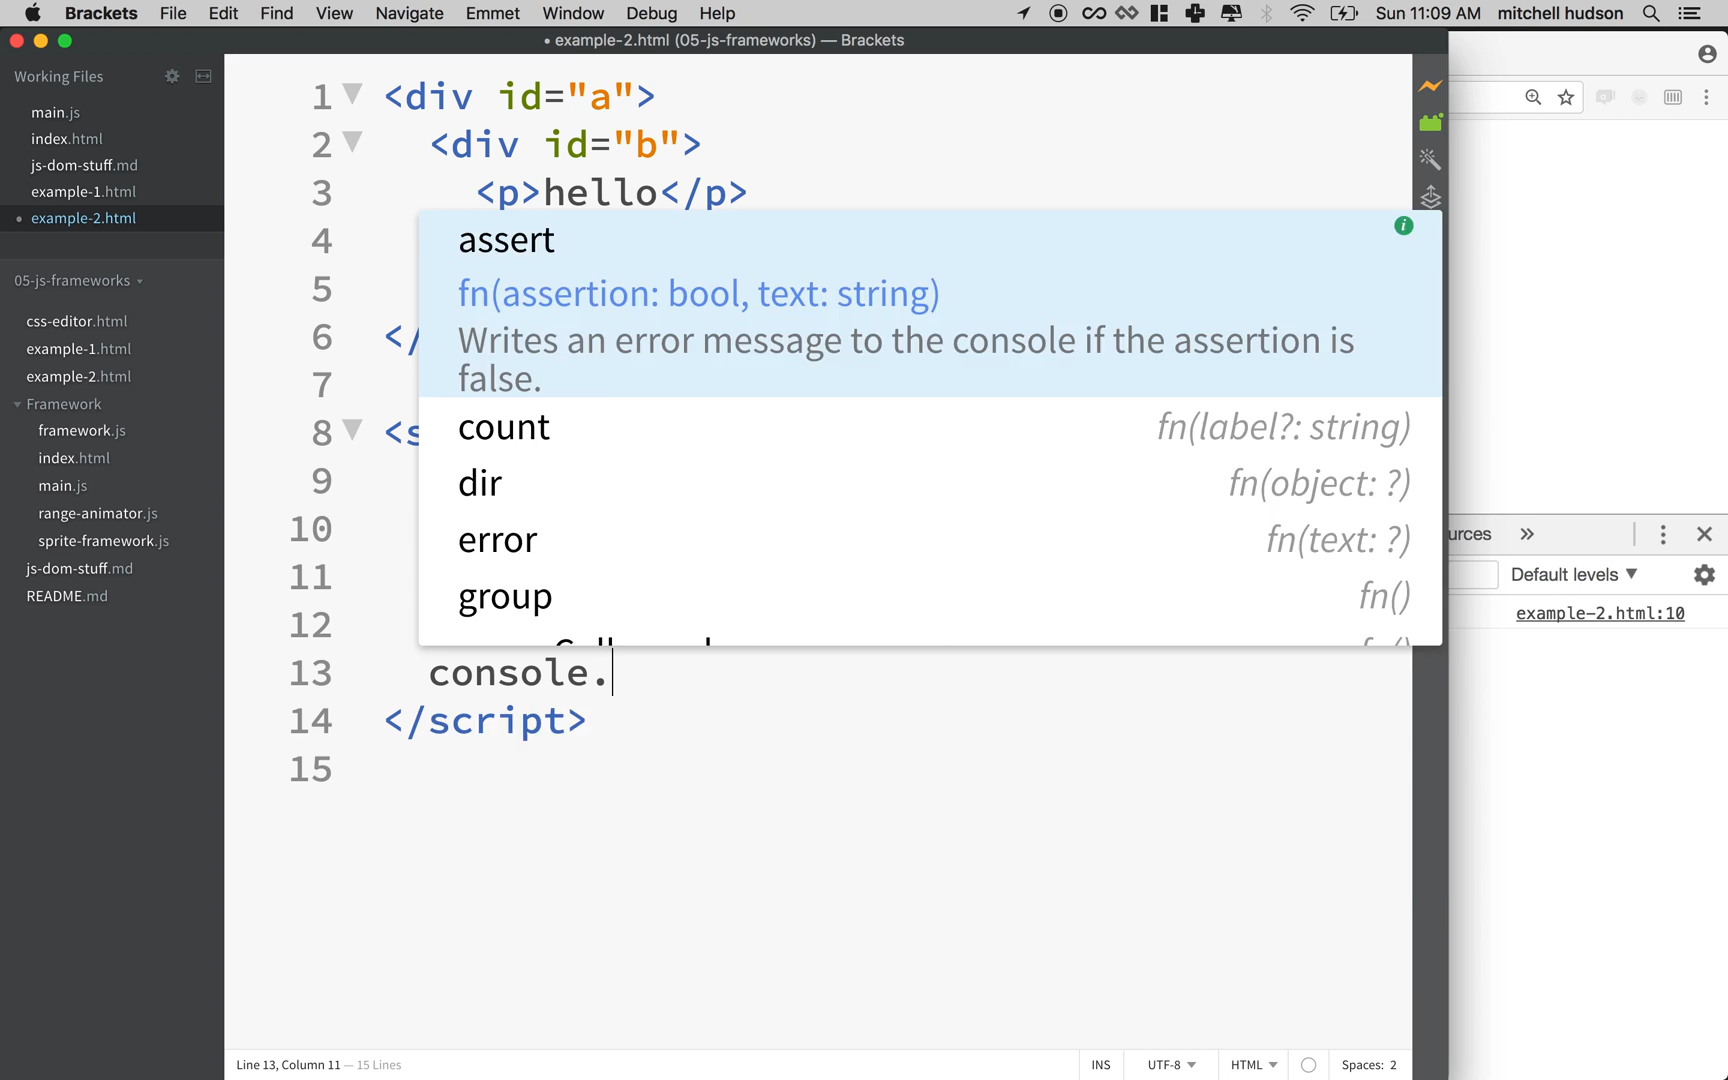 Brackets File Edit Find View Navigate Emmet Window Debug Help Sun 11:09 AM mitchell hudson
• example-2.html (05-js-frameworks) — Brackets
Working Files
main.js
index.html
js-dom-stuff.md
example-1.html
example-2.html
05-js-frameworks
css-editor.html
example-1.html
example-2.html
Framework
framework.js
index.html
main.js
range-animator.js
sprite-framework.js
js-dom-stuff.md
README.md
1 <div id="a">
2 <div id="b">
3 <p>hello</p>
4
5
6 </
7
8 <s
9
10
11
12
13 console.
14 </script>
15
assert
fn(assertion: bool, text: string)
Writes an error message to the console if the assertion is
false.
count fn(label?: string)
dir fn(object: ?)
error fn(text: ?)
group fn()
urces »
Default levels ▼
example-2.html:10
Line 13, Column 11 — 15 Lines INS UTF-8 HTML Spaces: 2